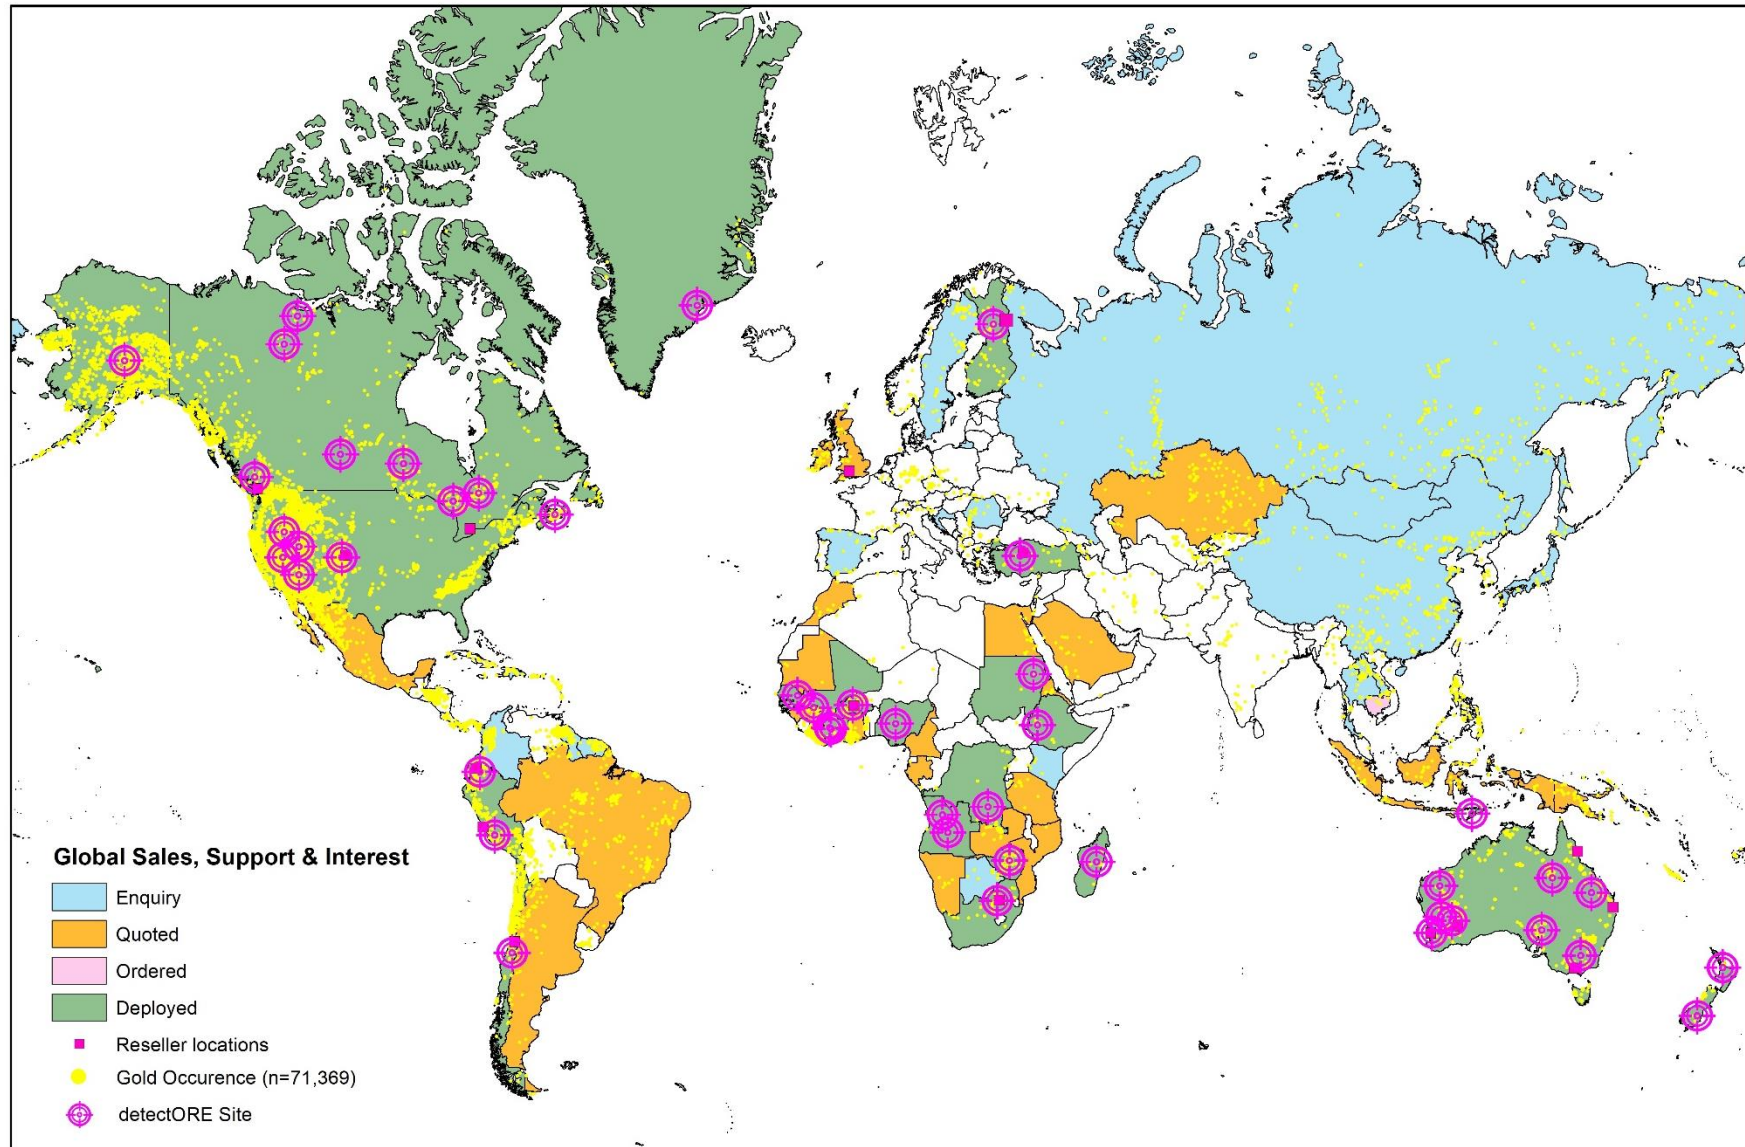 Global Sales, Support & Interest
Enquiry
Quoted
Ordered
Deployed
Reseller locations
Gold Occurence (n=71,369)
detectORE Site